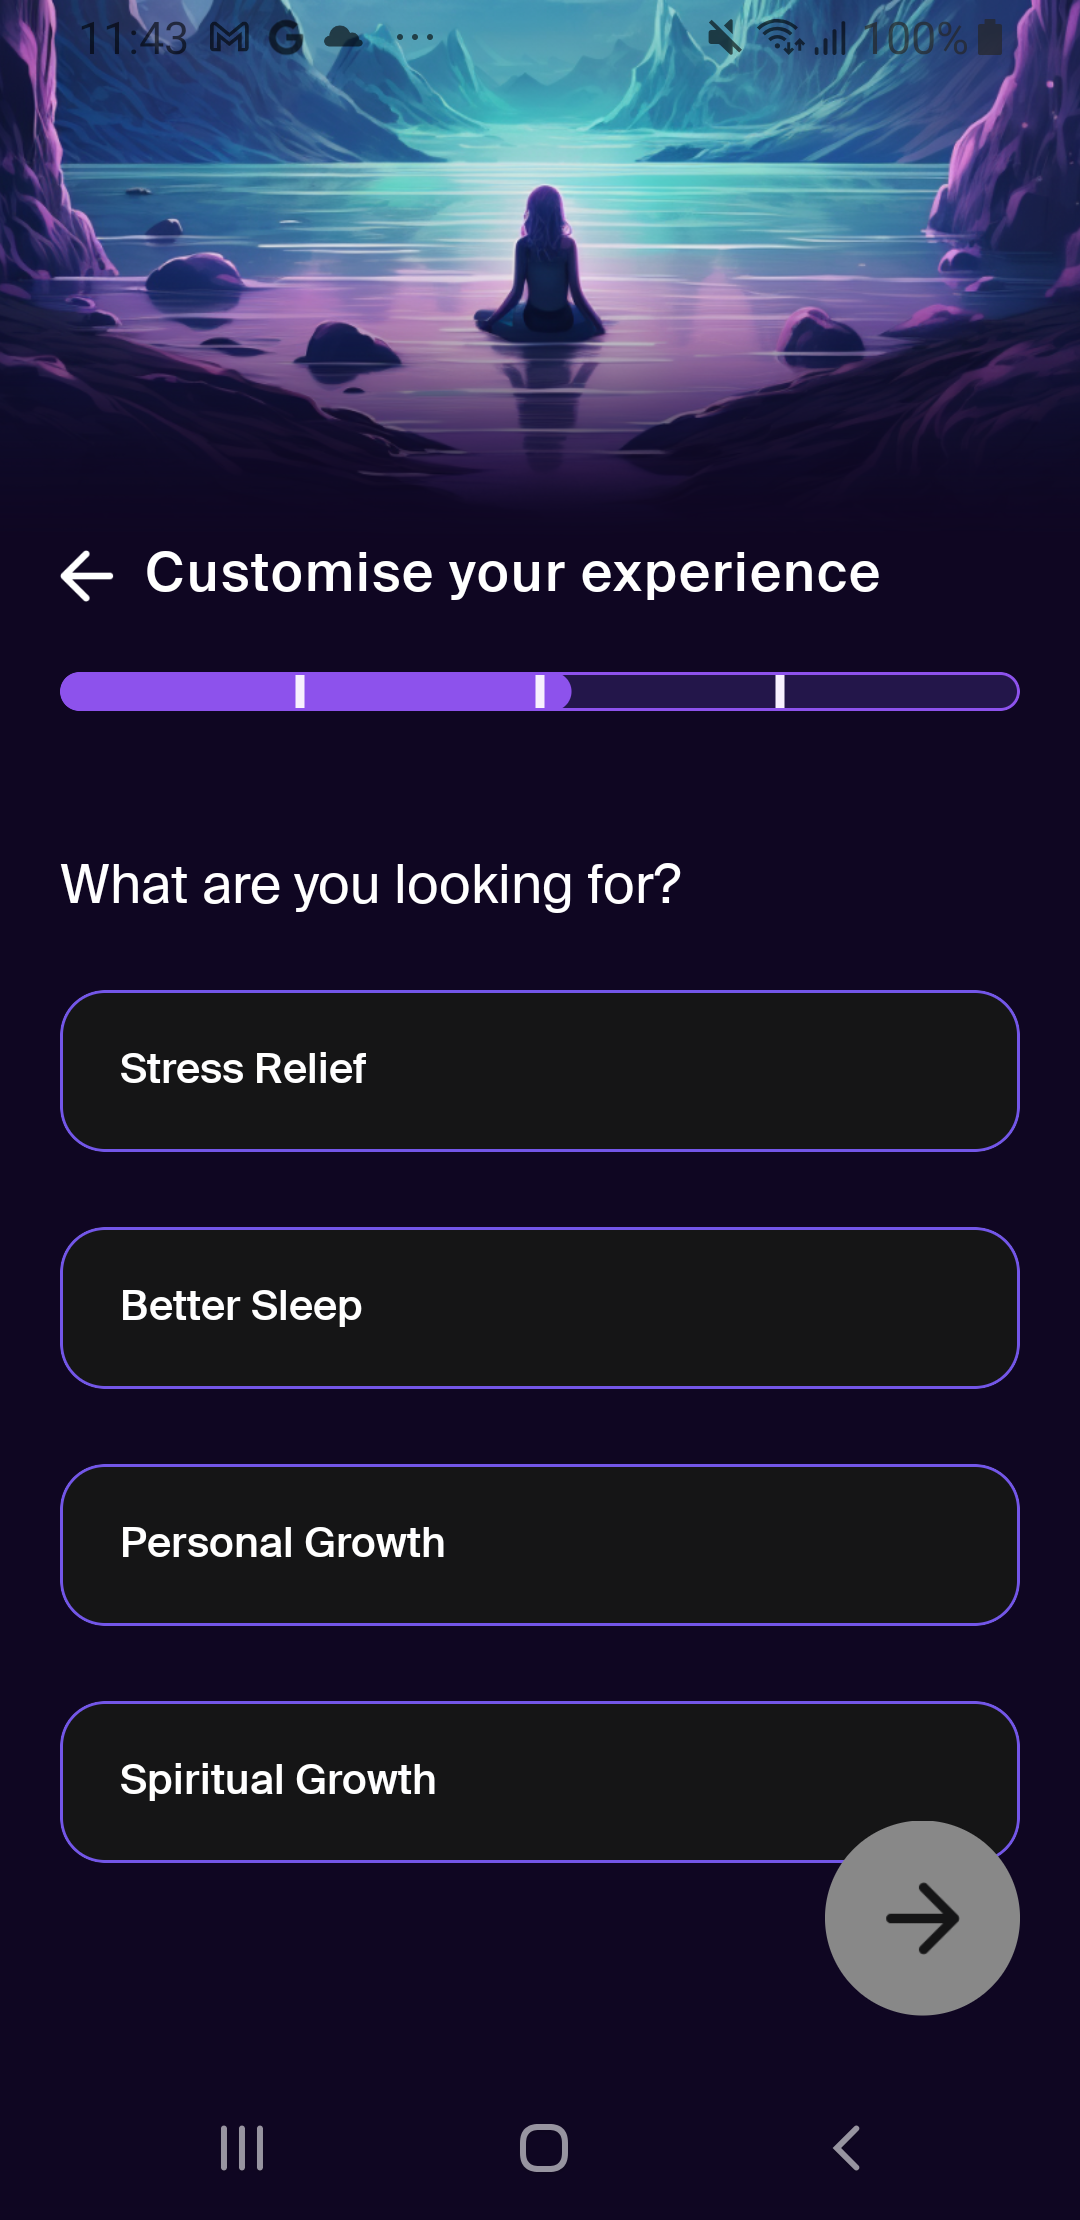 11:43 100%
Customise your experience
What are you looking for?
Stress Relief
Better Sleep
Personal Growth
Spiritual Growth